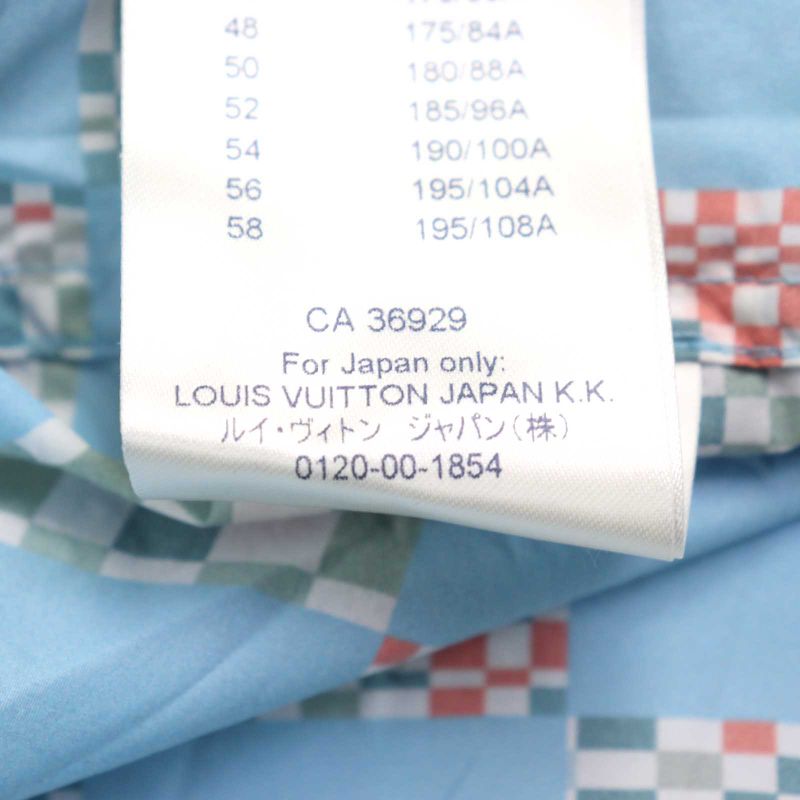 48 175/84A
50 180/88A
52 185/96A
54 190/100A
56 195/104A
58 195/108A
CA 36929
For Japan only:
LOUIS VUITTON JAPAN K.K.
ルイ・ヴィトン ジャパン(株)
0120-00-1854